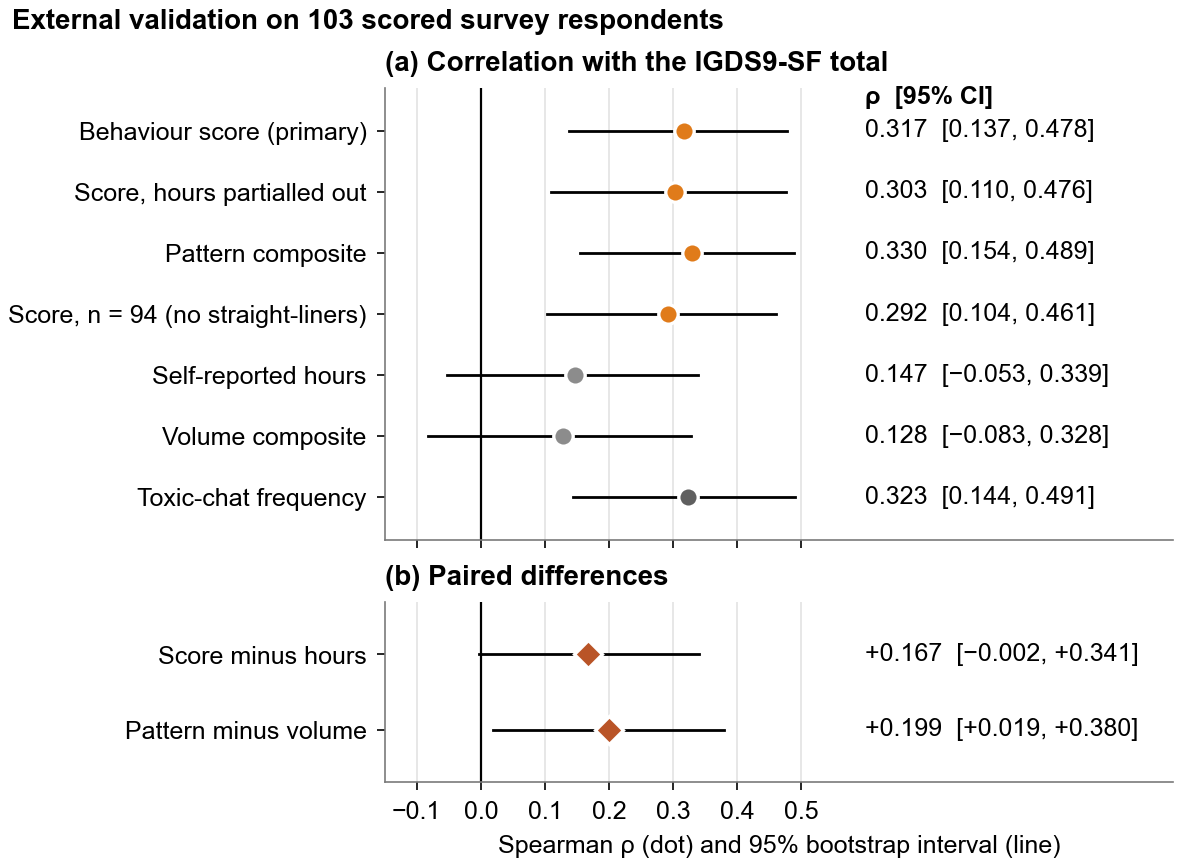 External validation on 103 scored survey respondents
(a) Correlation with the IGDS9-SF total
ρ [95% CI]
Behaviour score (primary) 0.317 [0.137, 0.478]
Score, hours partialled out 0.303 [0.110, 0.476]
Pattern composite 0.330 [0.154, 0.489]
Score, n = 94 (no straight-liners) 0.292 [0.104, 0.461]
Self-reported hours 0.147 [−0.053, 0.339]
Volume composite 0.128 [−0.083, 0.328]
Toxic-chat frequency 0.323 [0.144, 0.491]
(b) Paired differences
Score minus hours +0.167 [−0.002, +0.341]
Pattern minus volume +0.199 [+0.019, +0.380]
−0.1 0.0 0.1 0.2 0.3 0.4 0.5
Spearman ρ (dot) and 95% bootstrap interval (line)